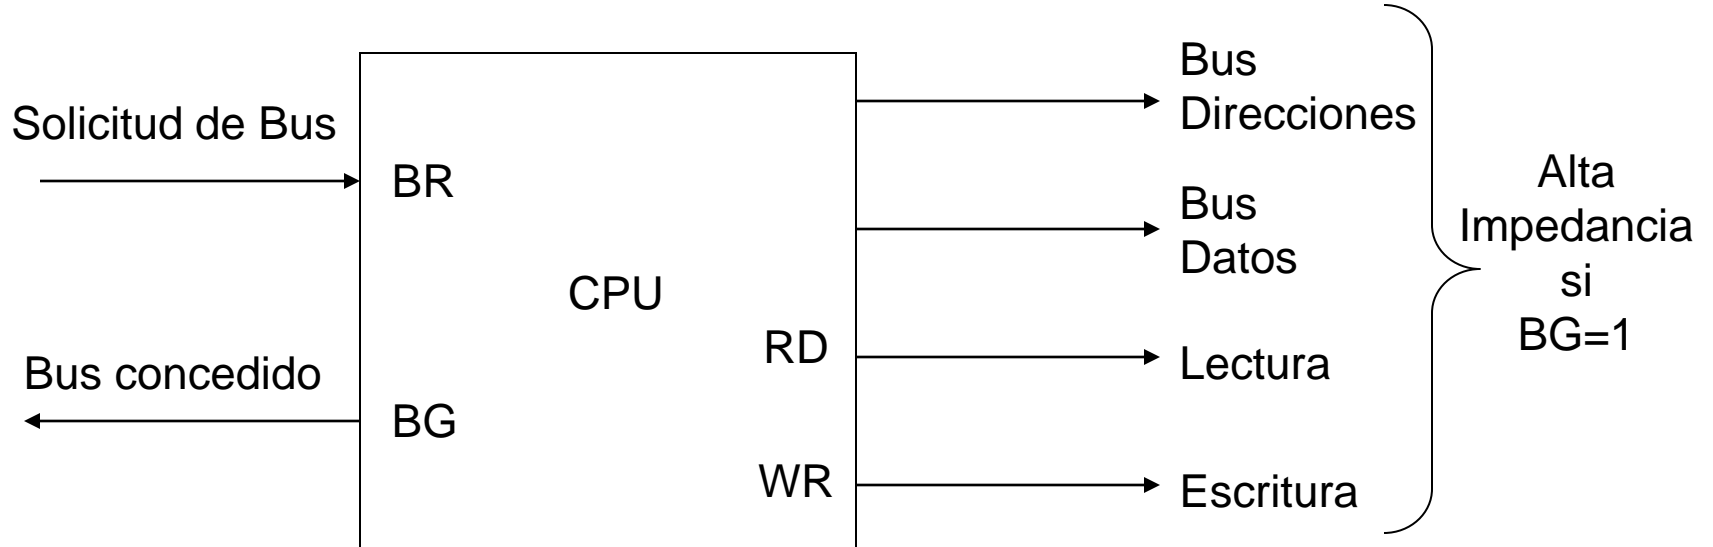 Solicitud de Bus
BR
CPU
Bus concedido
BG
RD
WR
Bus
Direcciones
Bus
Datos
Lectura
Escritura
Alta
Impedancia
si
BG=1